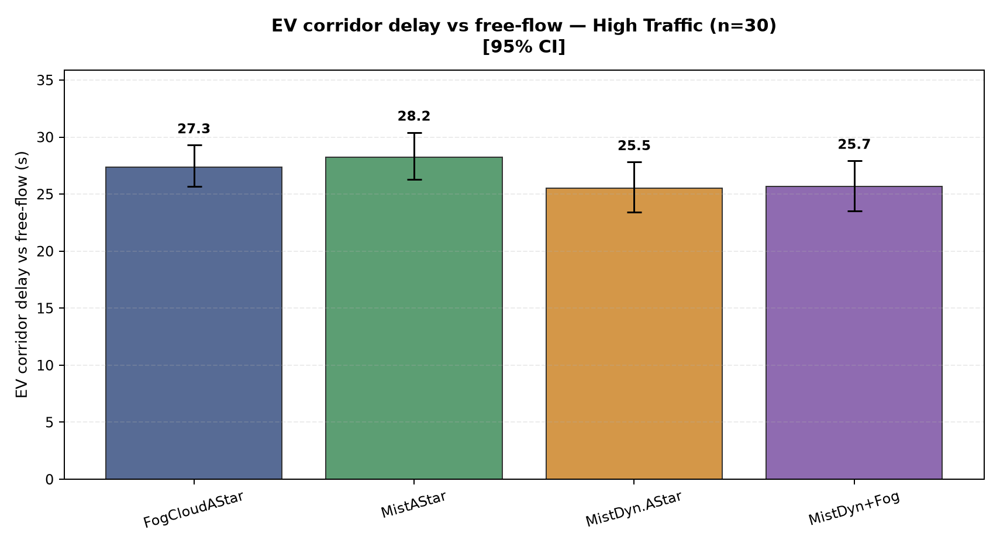 EV corridor delay vs free-flow — High Traffic (n=30)
[95% CI]
EV corridor delay vs free-flow (s)
35
30
25
20
15
10
5
0
27.3
28.2
25.5
25.7
FogCloudAStar
MistAStar
MistDyn.AStar
MistDyn+Fog